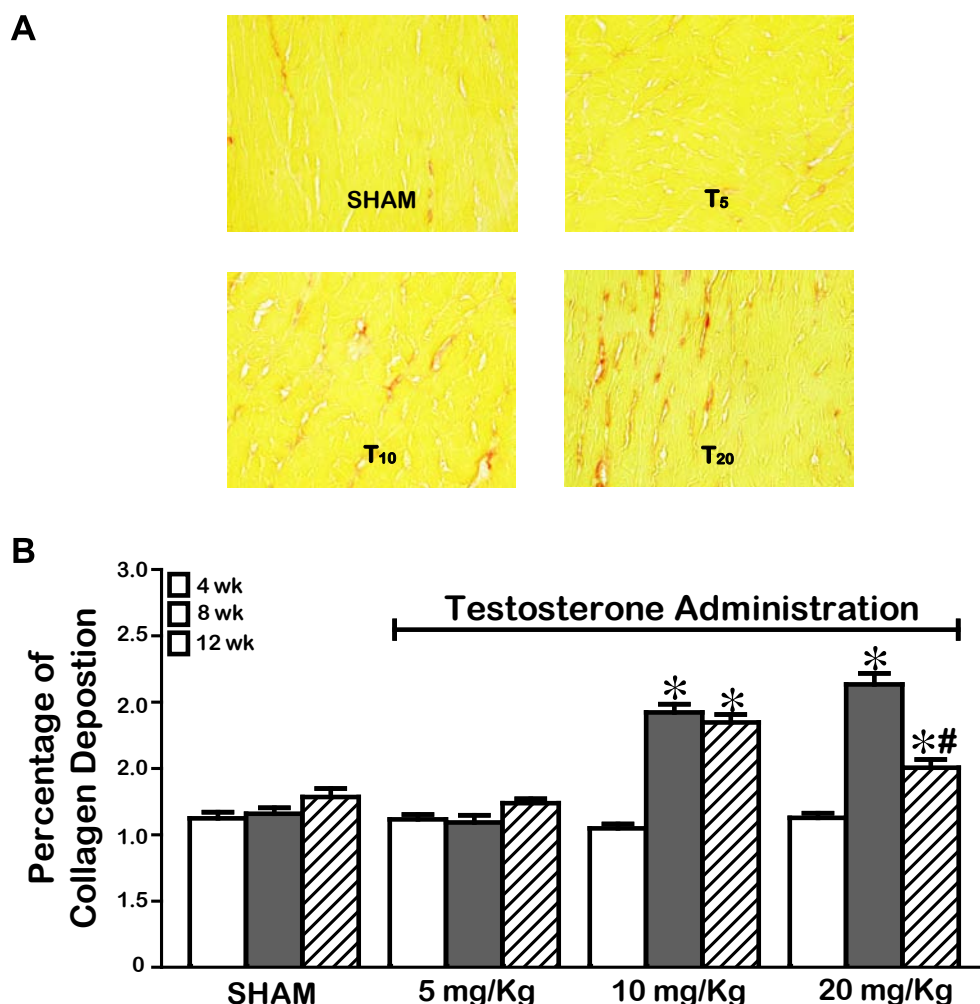 A
SHAM
T₅
T₁₀
T₂₀
B
Percentage of
Collagen Depostion
3.0
2.5
2.0
2.0
1.0
1.5
0
4 wk
8 wk
12 wk
Testosterone Administration
*
*
*
*#
SHAM
5 mg/Kg
10 mg/Kg
20 mg/Kg